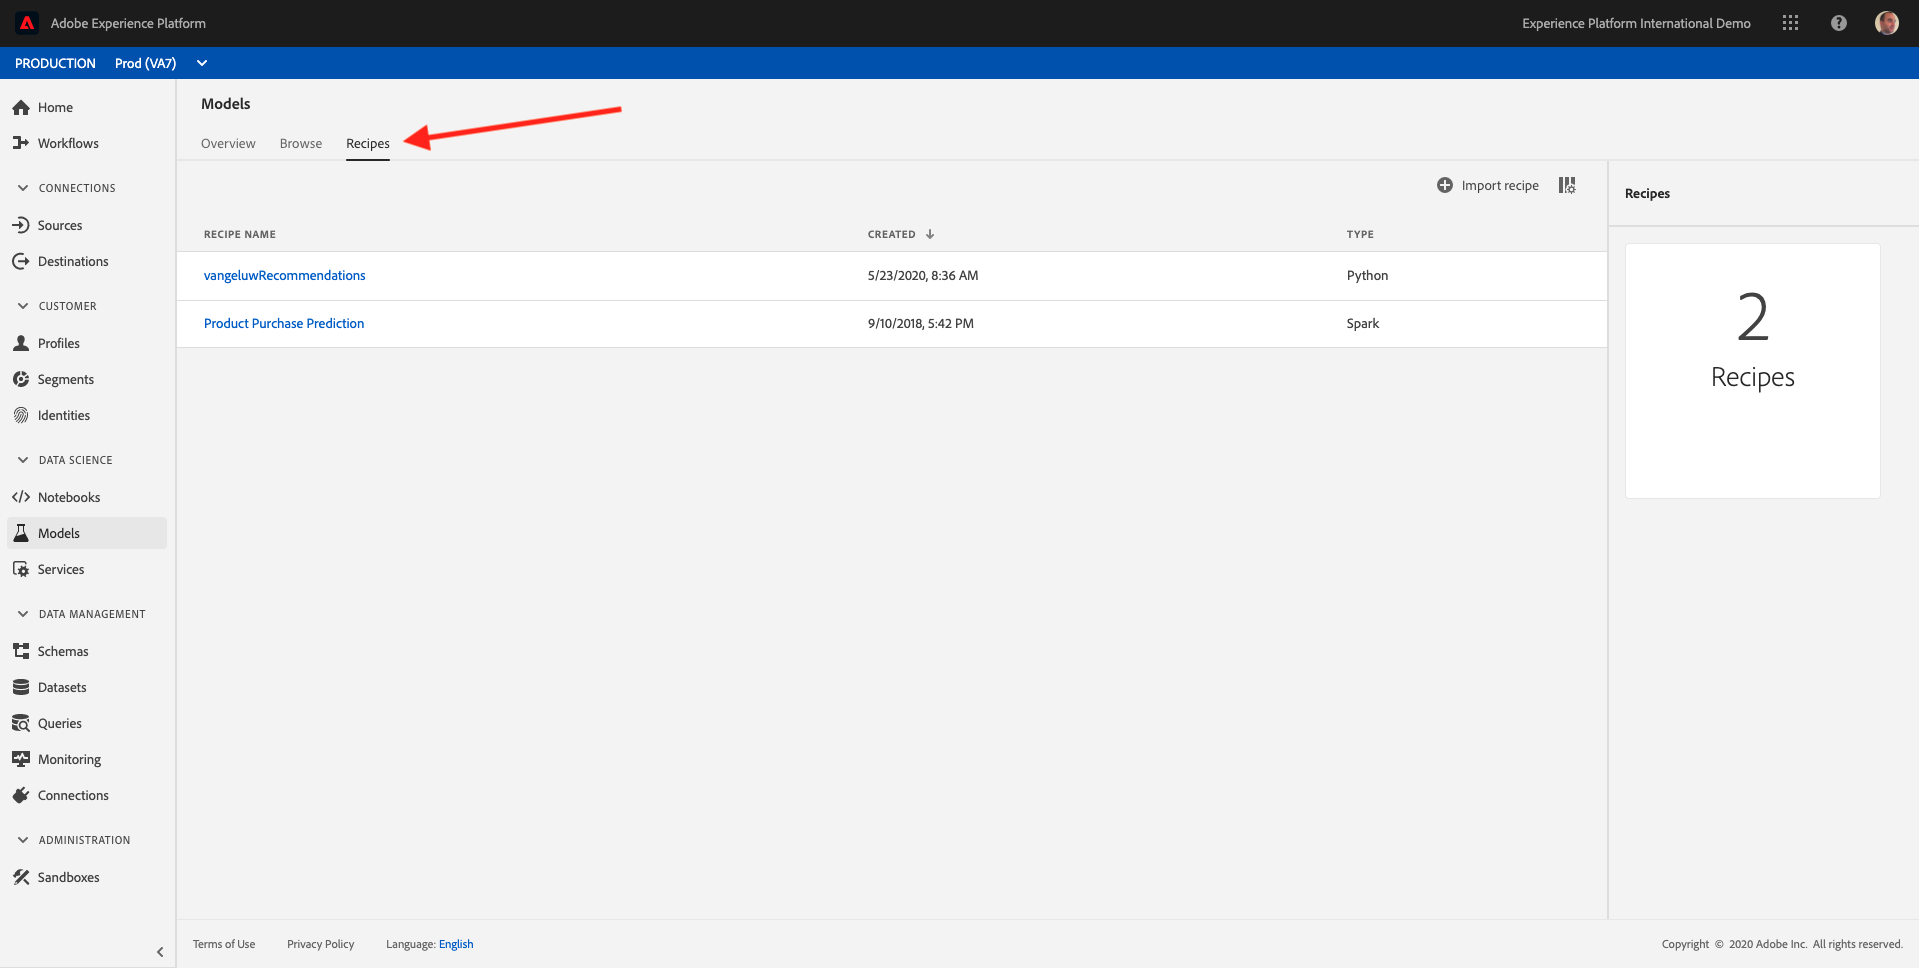 Adobe Experience Platform
Experience Platform International Demo
PRODUCTION Prod (VA7)
Home
Workflows
CONNECTIONS
Sources
Destinations
CUSTOMER
Profiles
Segments
Identities
DATA SCIENCE
Notebooks
Models
Services
DATA MANAGEMENT
Schemas
Datasets
Queries
Monitoring
Connections
ADMINISTRATION
Sandboxes
Models
Overview Browse Recipes
Import recipe
RECIPE NAME CREATED TYPE
vangeluwRecommendations 5/23/2020, 8:36 AM Python
Product Purchase Prediction 9/10/2018, 5:42 PM Spark
Recipes
2
Recipes
Terms of Use Privacy Policy Language: English
Copyright © 2020 Adobe Inc. All rights reserved.